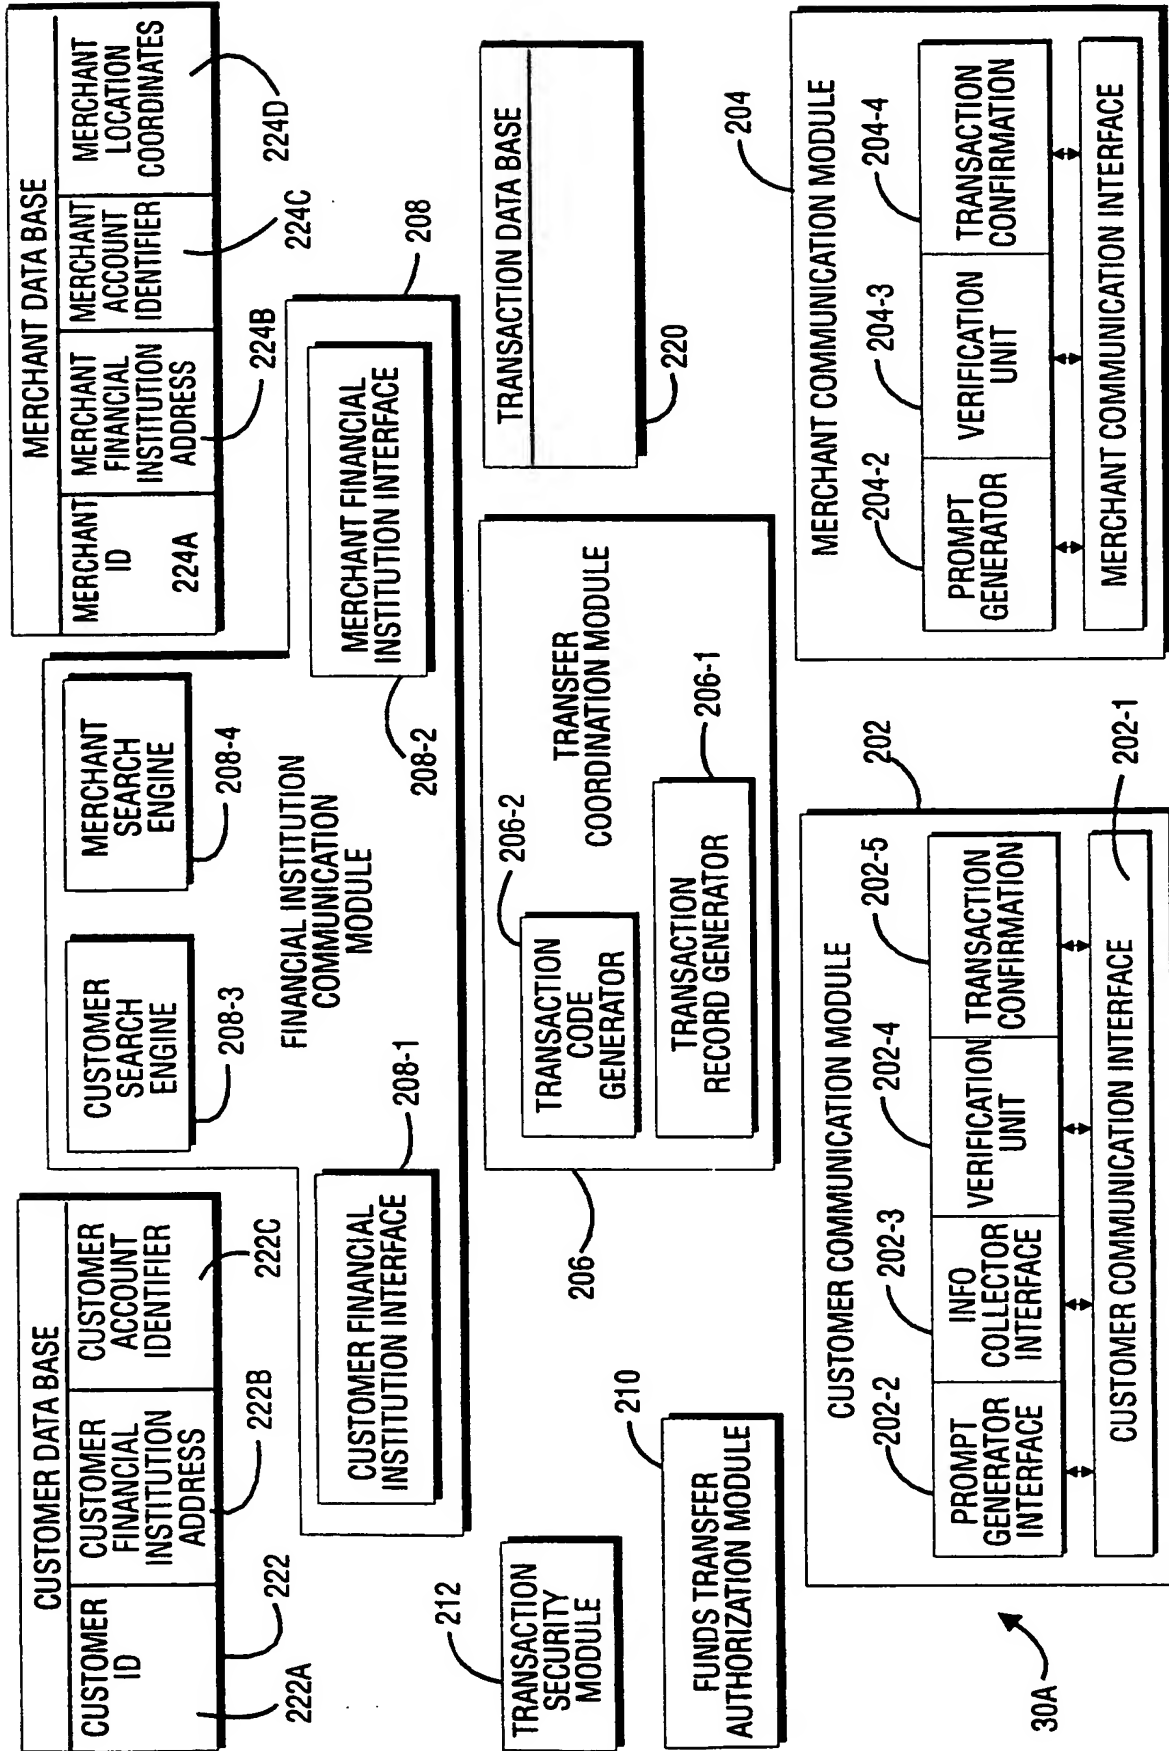 CUSTOMER DATA BASE
CUSTOMER
ID
CUSTOMER
FINANCIAL
INSTITUTION
ADDRESS
CUSTOMER
ACCOUNT
IDENTIFIER
222A
222
222B
222C
CUSTOMER
SEARCH
ENGINE
208-3
MERCHANT
SEARCH
ENGINE
208-4
MERCHANT DATA BASE
MERCHANT
ID
224A
MERCHANT
FINANCIAL
INSTITUTION
ADDRESS
MERCHANT
ACCOUNT
IDENTIFIER
MERCHANT
LOCATION
COORDINATES
224B
224C
224D
FINANCIAL INSTITUTION
COMMUNICATION
MODULE
208
CUSTOMER FINANCIAL
INSTITUTION INTERFACE
208-1
MERCHANT FINANCIAL
INSTITUTION INTERFACE
208-2
212
TRANSACTION
SECURITY
MODULE
210
FUNDS TRANSFER
AUTHORIZATION MODULE
206
TRANSACTION
CODE
GENERATOR
206-2
TRANSFER
COORDINATION MODULE
TRANSACTION
RECORD GENERATOR
206-1
TRANSACTION DATA BASE
220
30A
CUSTOMER COMMUNICATION MODULE
202
202-2
202-3
202-4
202-5
PROMPT
GENERATOR
INTERFACE
INFO
COLLECTOR
INTERFACE
VERIFICATION
UNIT
TRANSACTION
CONFIRMATION
CUSTOMER COMMUNICATION INTERFACE
202-1
MERCHANT COMMUNICATION MODULE
204
204-2
204-3
204-4
PROMPT
GENERATOR
VERIFICATION
UNIT
TRANSACTION
CONFIRMATION
MERCHANT COMMUNICATION INTERFACE